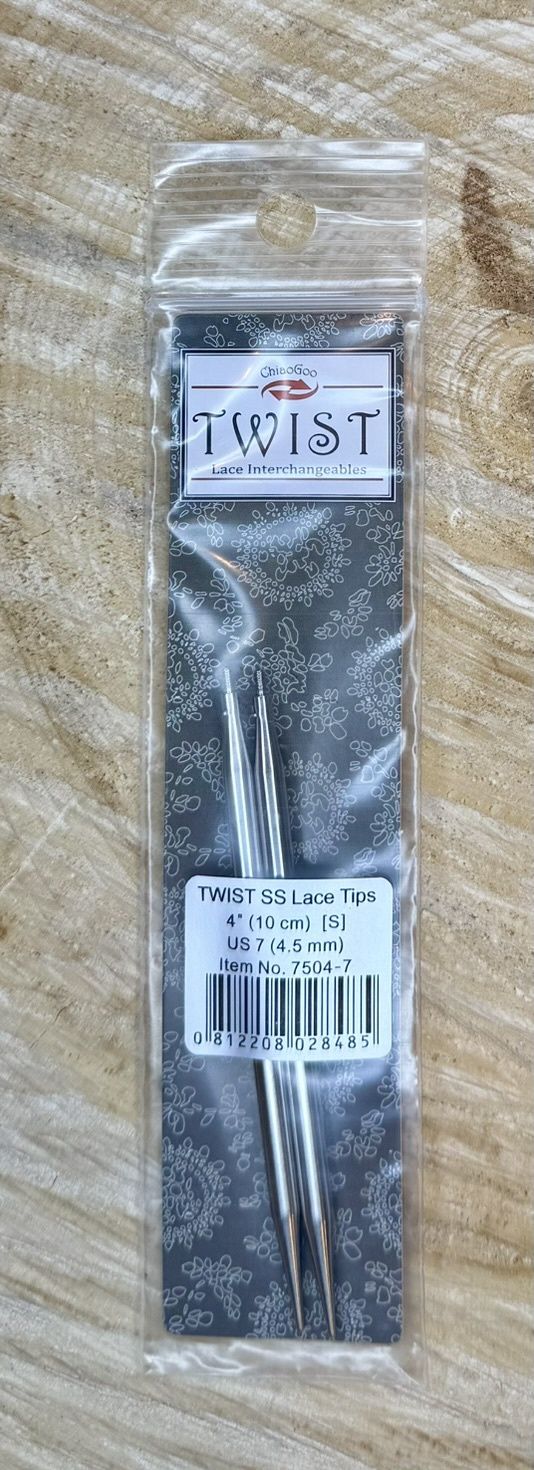 ChiaoGoo
TWIST
Lace Interchangeables
TWIST SS Lace Tips
4" (10 cm) [S]
US 7 (4.5 mm)
Item No. 7504-7
0 812208 028485